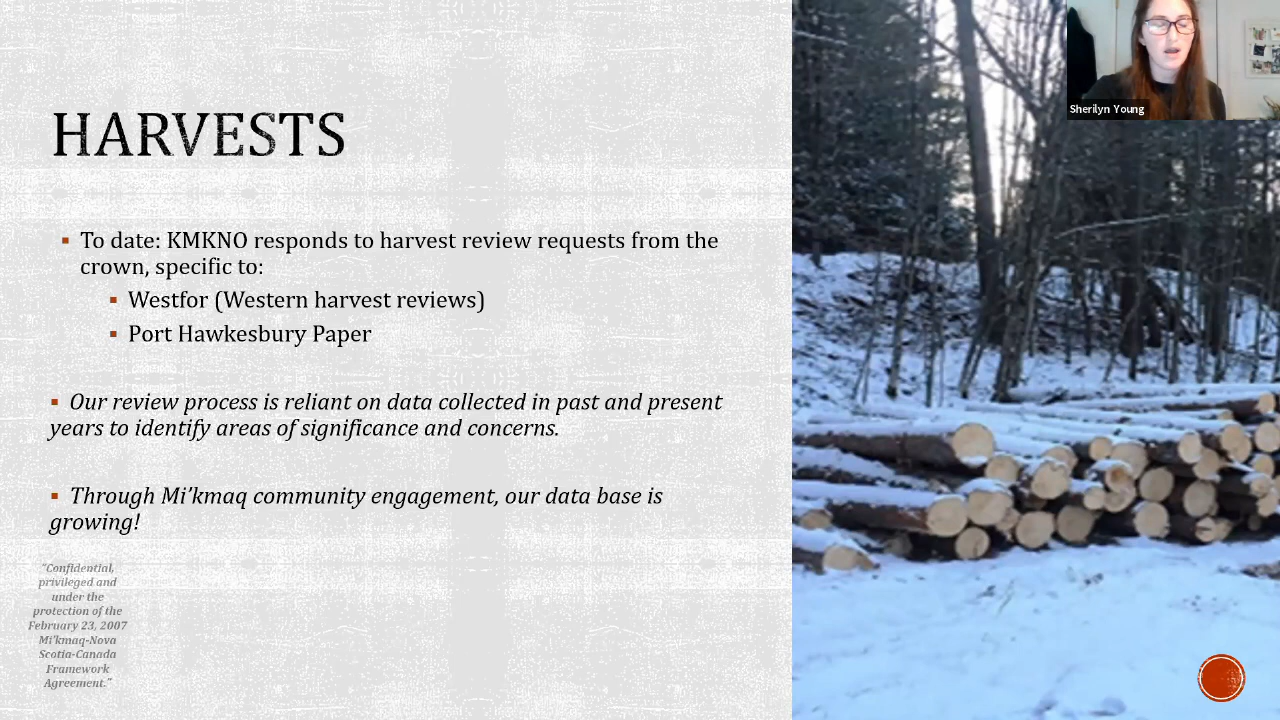 Sherilyn Young
HARVESTS
▪ To date: KMKNO responds to harvest review requests from the
crown, specific to:
▪ Westfor (Western harvest reviews)
▪ Port Hawkesbury Paper
▪ Our review process is reliant on data collected in past and present
years to identify areas of significance and concerns.
▪ Through Mi’kmaq community engagement, our data base is
growing!
"Confidential,
privileged and
under the
protection of the
February 23, 2007
Mi'kmaq-Nova
Scotia-Canada
Framework
Agreement."